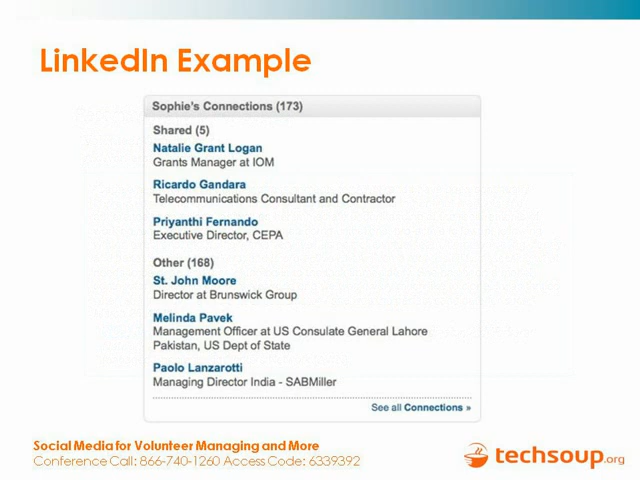 LinkedIn Example
Sophie's Connections (173)
Shared (5)
Natalie Grant Logan
Grants Manager at IOM
Ricardo Gandara
Telecommunications Consultant and Contractor
Priyanthi Fernando
Executive Director, CEPA
Other (168)
St. John Moore
Director at Brunswick Group
Melinda Pavek
Management Officer at US Consulate General Lahore
Pakistan, US Dept of State
Paolo Lanzarotti
Managing Director India - SABMiller
See all Connections »
Social Media for Volunteer Managing and More
Conference Call: 866-740-1260 Access Code: 6339392
techsoup.org